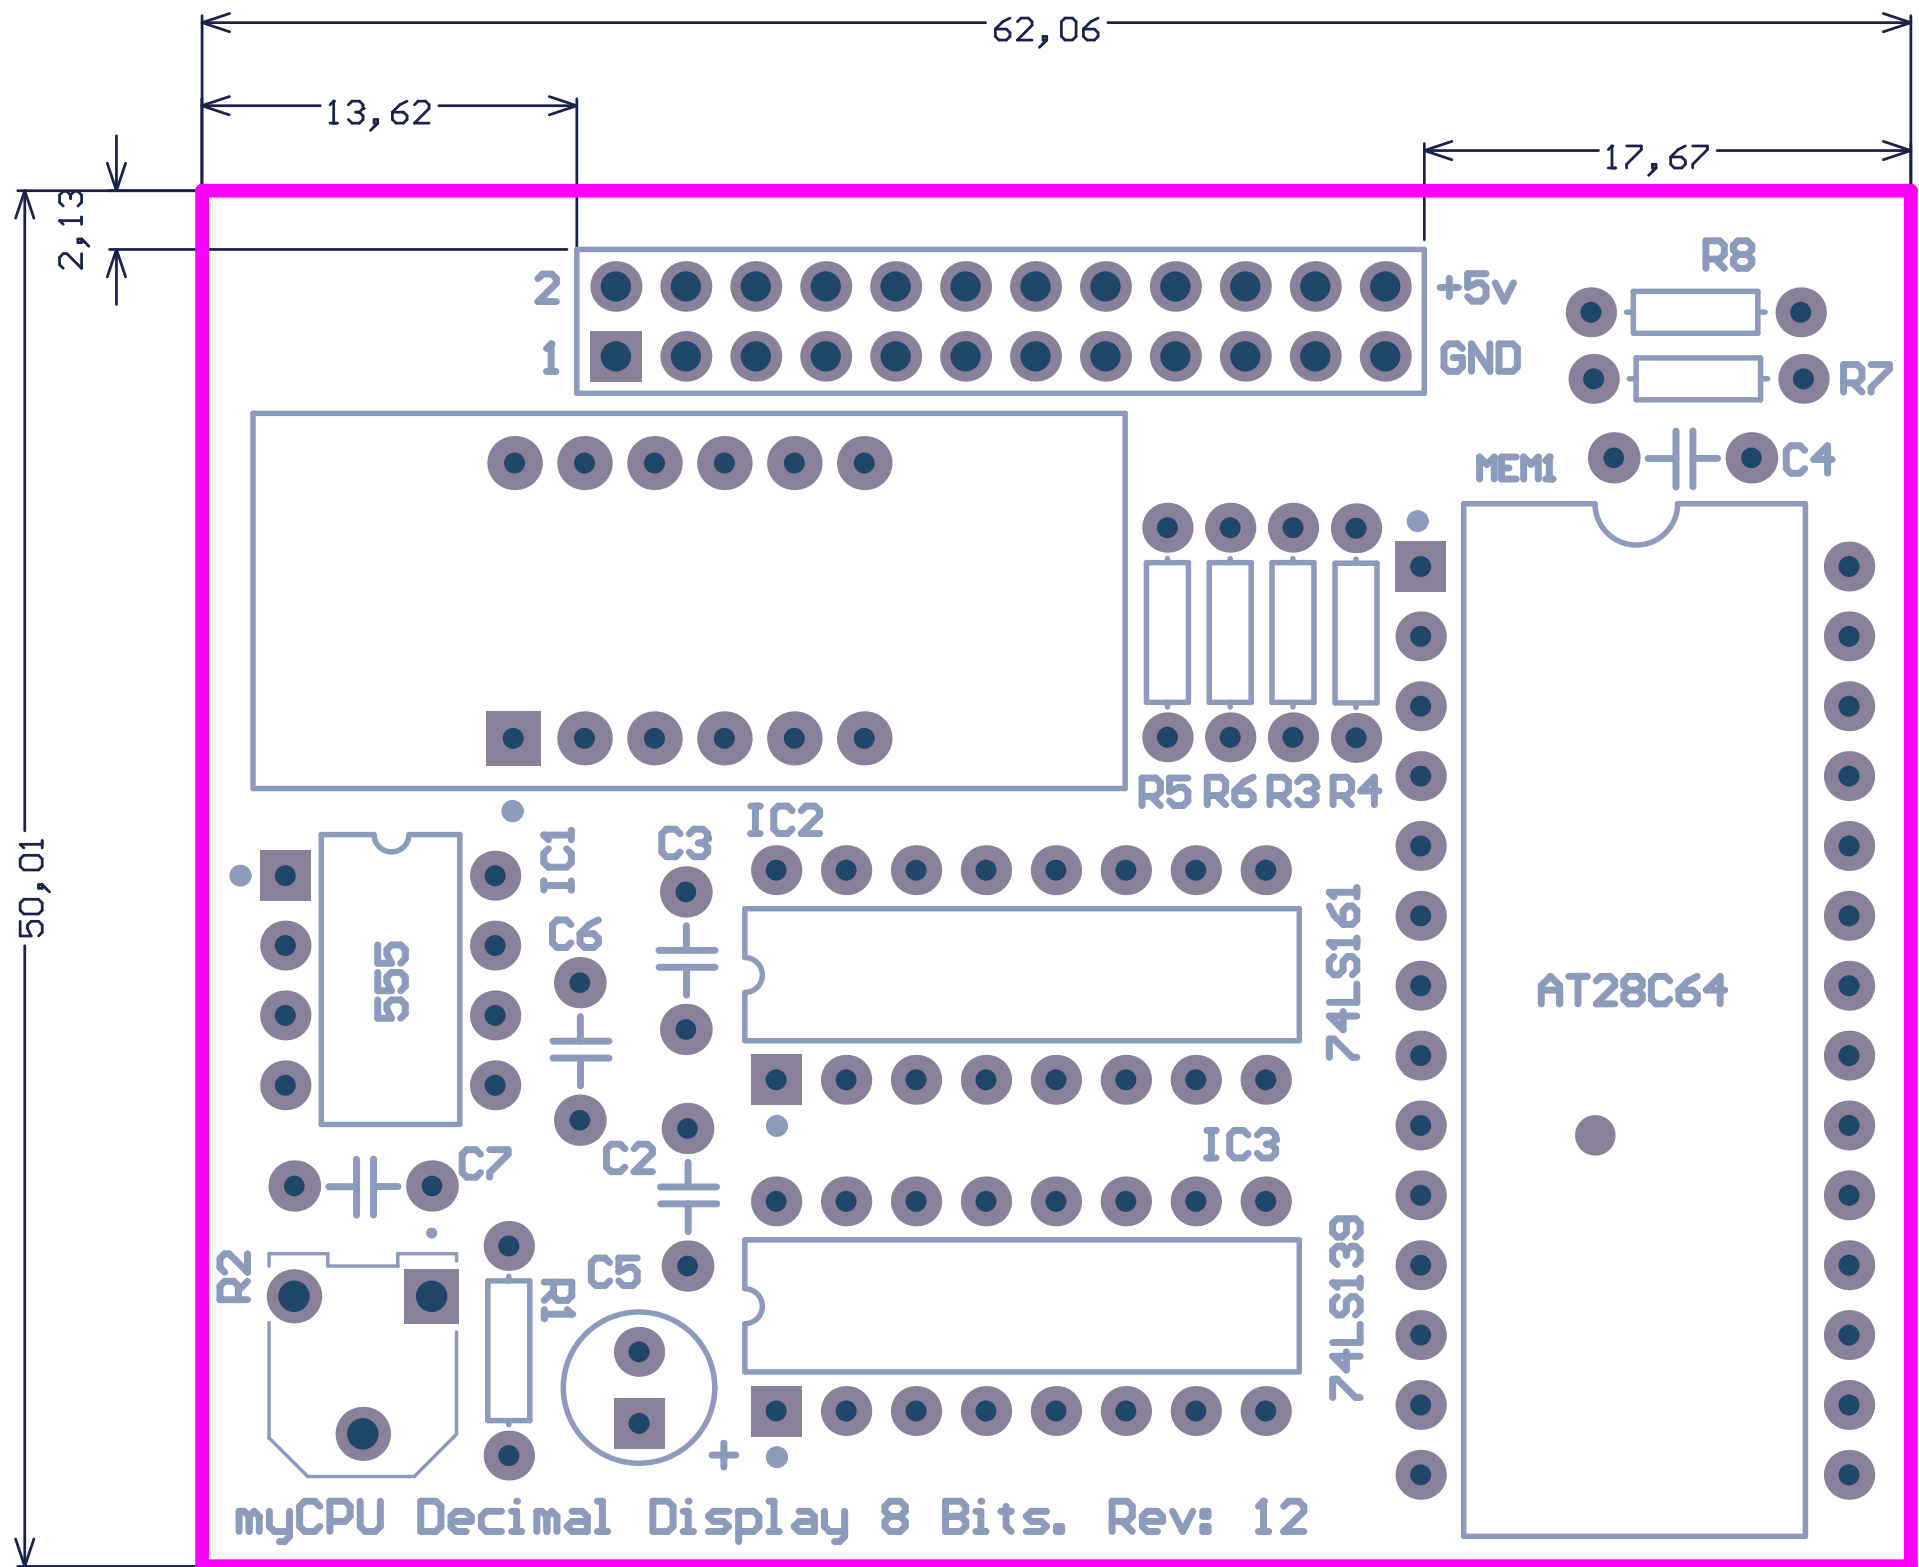 62,06
13,62
17,67
2,13
50,01
R8
2
+5v
1
GND
R7
MEM1
C4
R5 R6 R3 R4
IC2
C3
IC1
C6
555
74LS161
AT28C64
C7
C2
IC3
R2
C5
R1
74LS139
+
myCPU Decimal Display 8 Bits. Rev: 12